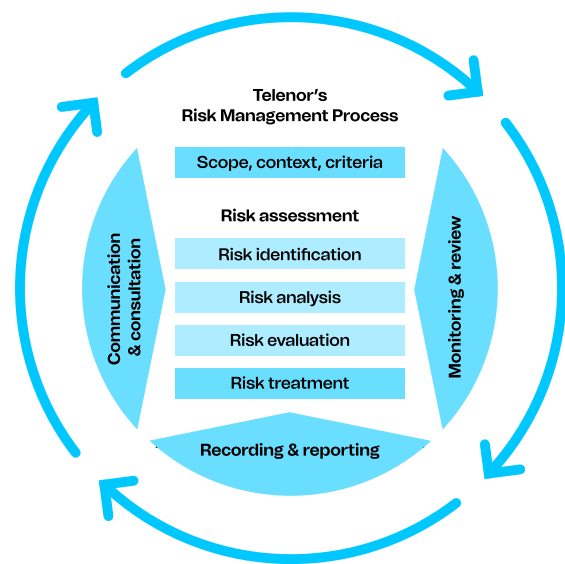 Telenor's
Risk Management Process
Scope, context, criteria
Risk assessment
Risk identification
Risk analysis
Risk evaluation
Risk treatment
Communication
& consultation
Monitoring & review
Recording & reporting